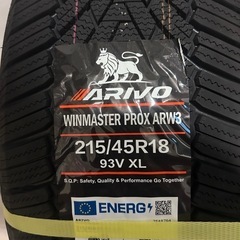 ARIVO
WINMASTER PROX ARW3
215/45R18
93V XL
S.Q.P: Safety, Quality & Performance Go Together
ENERG